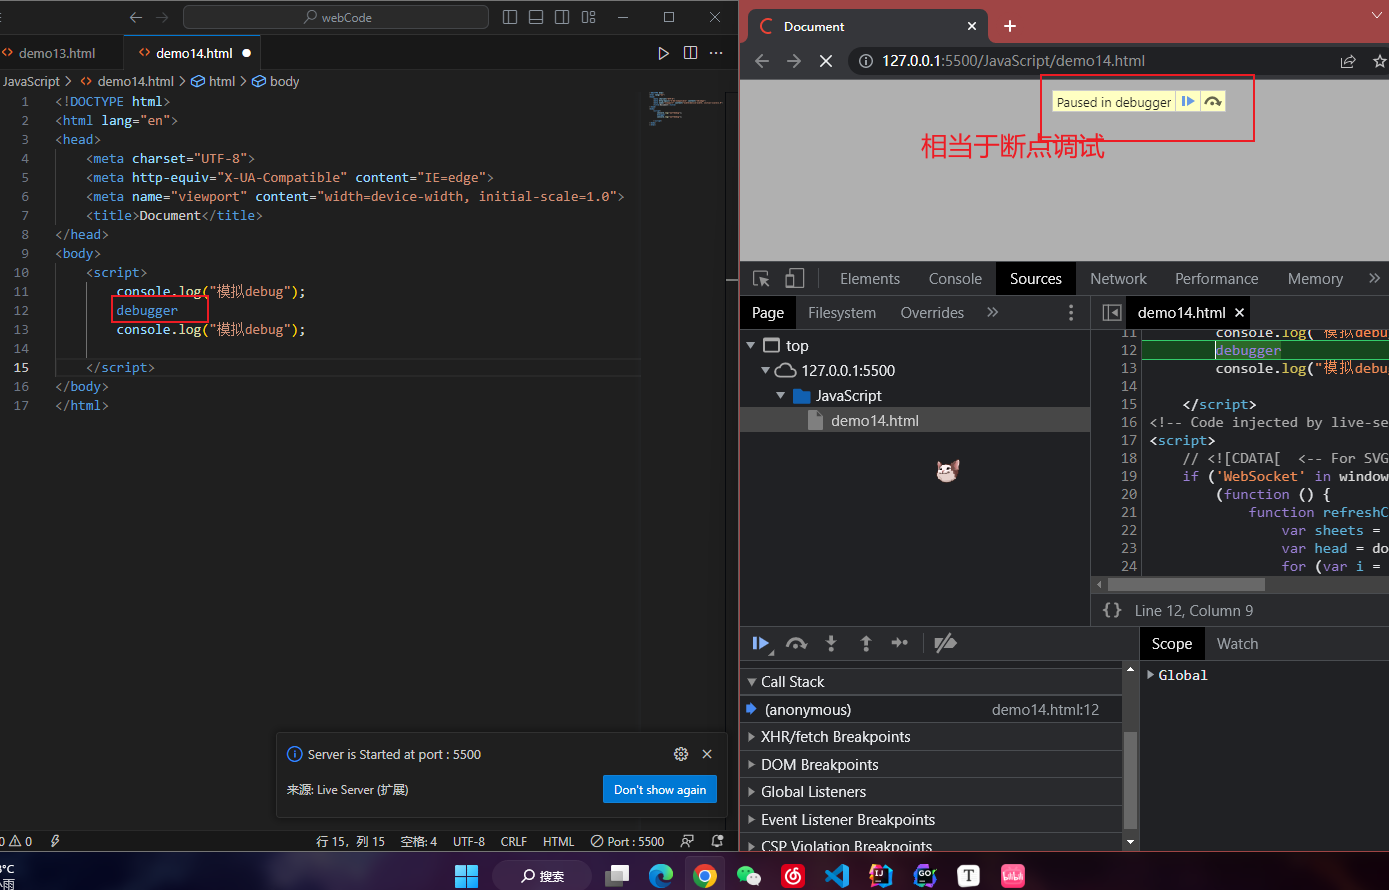 webCode
demo13.html
demo14.html
JavaScript > demo14.html > html > body
1 <!DOCTYPE html>
2 <html lang="en">
3 <head>
4 <meta charset="UTF-8">
5 <meta http-equiv="X-UA-Compatible" content="IE=edge">
6 <meta name="viewport" content="width=device-width, initial-scale=1.0">
7 <title>Document</title>
8 </head>
9 <body>
10 <script>
11 console.log("模拟debug");
12 debugger
13 console.log("模拟debug");
14
15 </script>
16 </body>
17 </html>
Server is Started at port : 5500
来源: Live Server (扩展)
Don't show again
0 0
行 15，列 15
空格: 4
UTF-8
CRLF
HTML
Port : 5500
Document
127.0.0.1:5500/JavaScript/demo14.html
Paused in debugger
相当于断点调试
Elements Console Sources Network Performance Memory
Page Filesystem Overrides
demo14.html
top
127.0.0.1:5500
JavaScript
demo14.html
11 console.log("模拟debu
12 debugger
13 console.log("模拟debu
14
15 </script>
16 <!-- Code injected by live-se
17 <script>
18 // <![CDATA[ <-- For SVG
19 if ('WebSocket' in window
20 (function () {
21 function refreshC
22 var sheets =
23 var head = do
24 for (var i =
{} Line 12, Column 9
Scope Watch
Global
Call Stack
(anonymous) demo14.html:12
XHR/fetch Breakpoints
DOM Breakpoints
Global Listeners
Event Listener Breakpoints
CSP Violation Breakpoints
°C
小雨
搜索
IJ
GO
T
bilibili